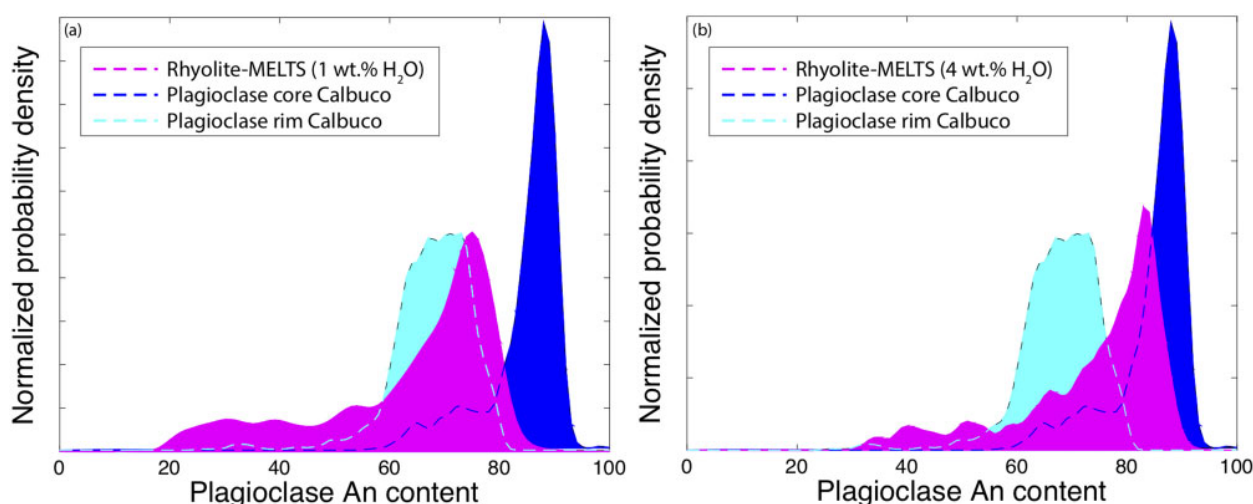 (a)
Rhyolite-MELTS (1 wt.% H₂O)
Plagioclase core Calbuco
Plagioclase rim Calbuco
Normalized probability density
0 20 40 60 80 100
Plagioclase An content
(b)
Rhyolite-MELTS (4 wt.% H₂O)
Plagioclase core Calbuco
Plagioclase rim Calbuco
Normalized probability density
0 20 40 60 80 100
Plagioclase An content